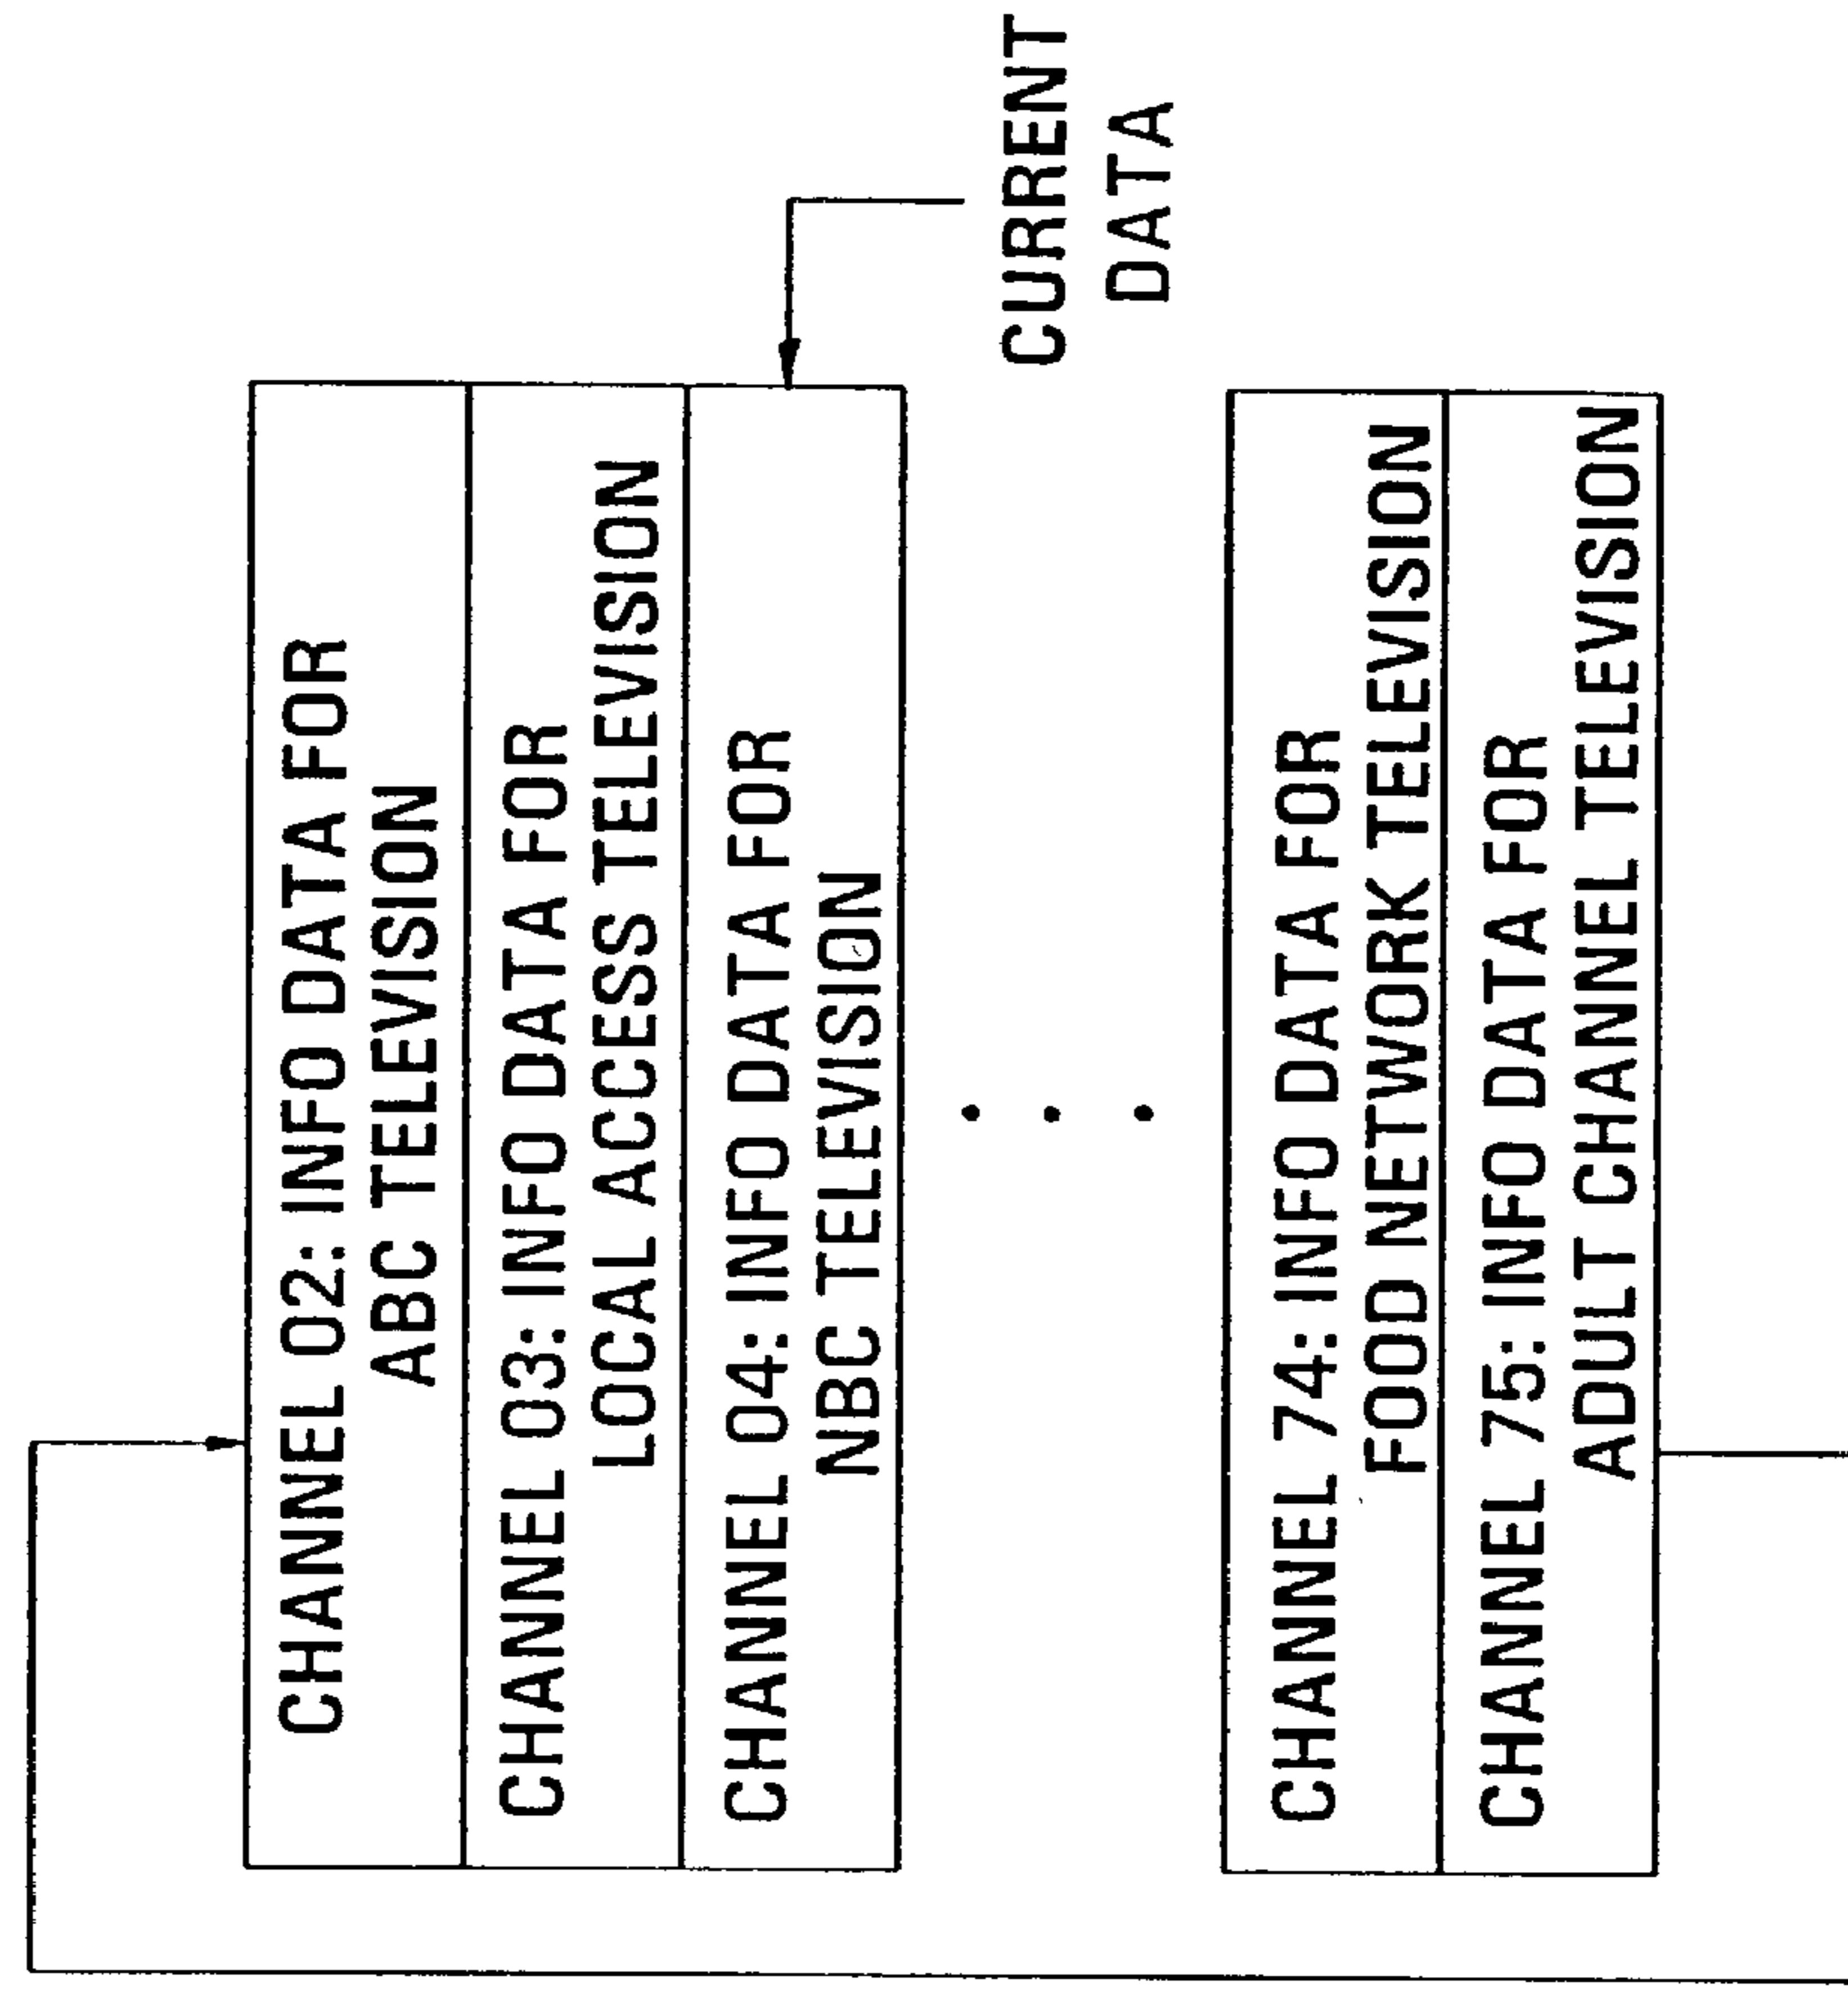 CHANNEL 02: INFO DATA FOR
ABC TELEVISION
CHANNEL 03: INFO DATA FOR
LOCAL ACCESS TELEVISION
CHANNEL 04: INFO DATA FOR
NBC TELEVISION
CURRENT
DATA
CHANNEL 74: INFO DATA FOR
FOOD NETWORK TELEVISION
CHANNEL 75: INFO DATA FOR
ADULT CHANNEL TELEVISION